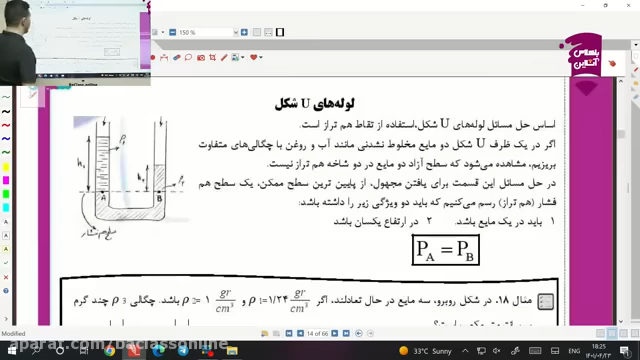 150 %
بکلاس
آنلاین
لوله‌های U شکل
اساس حل مسائل لوله‌های U شکل، استفاده از نقاط هم تراز است.
اگر در یک ظرف U شکل دو مایع مخلوط نشدنی مانند آب و روغن با چگالی‌های متفاوت
بریزیم، مشاهده می‌شود که سطح آزاد دو مایع در دو شاخه هم تراز نیست.
در حل مسائل این قسمت برای یافتن مجهول، از پایین ترین سطح ممکن، یک سطح هم
فشار (هم تراز) رسم می‌کنیم که باید دو ویژگی زیر را داشته باشد:
۱ باید در یک مایع باشد. ۲ در ارتفاع یکسان باشد
P_A = P_B
A
B
مثال ۱۸. در شکل روبرو، سه مایع در حال تعادلند، اگر ρ1=۱/۲۴ gr/cm³ و ρ2= ۱ gr/cm³ باشد. چگالی ρ3 چند گرم
Modified
14 of 66
aparat.com/baclassonline
33°C Sunny
ENG
18:25
۱۴۰۱/۰۴/۲۳